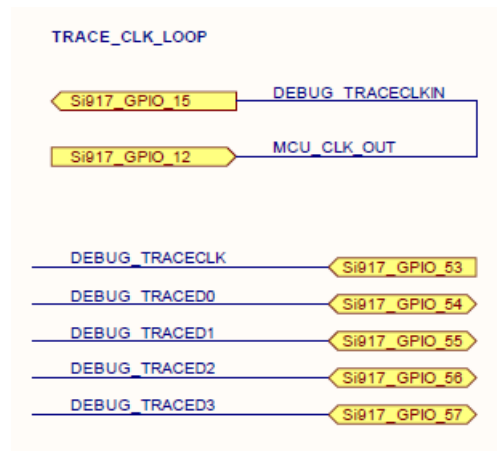 TRACE_CLK_LOOP
Si917_GPIO_15 DEBUG_TRACECLKIN
Si917_GPIO_12 MCU_CLK_OUT
DEBUG_TRACECLK Si917_GPIO_53
DEBUG_TRACED0 Si917_GPIO_54
DEBUG_TRACED1 Si917_GPIO_55
DEBUG_TRACED2 Si917_GPIO_56
DEBUG_TRACED3 Si917_GPIO_57